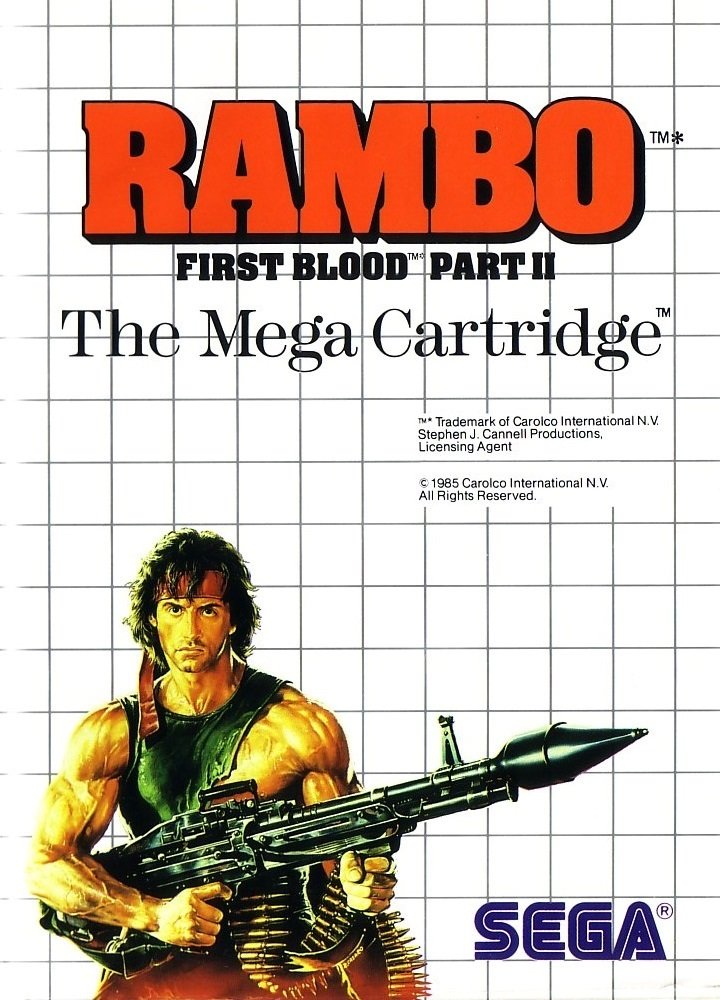 RAMBO™*
FIRST BLOOD™* PART II
The Mega Cartridge™
™* Trademark of Carolco International N.V.
Stephen J. Cannell Productions,
Licensing Agent
© 1985 Carolco International N.V.
All Rights Reserved.
SEGA®